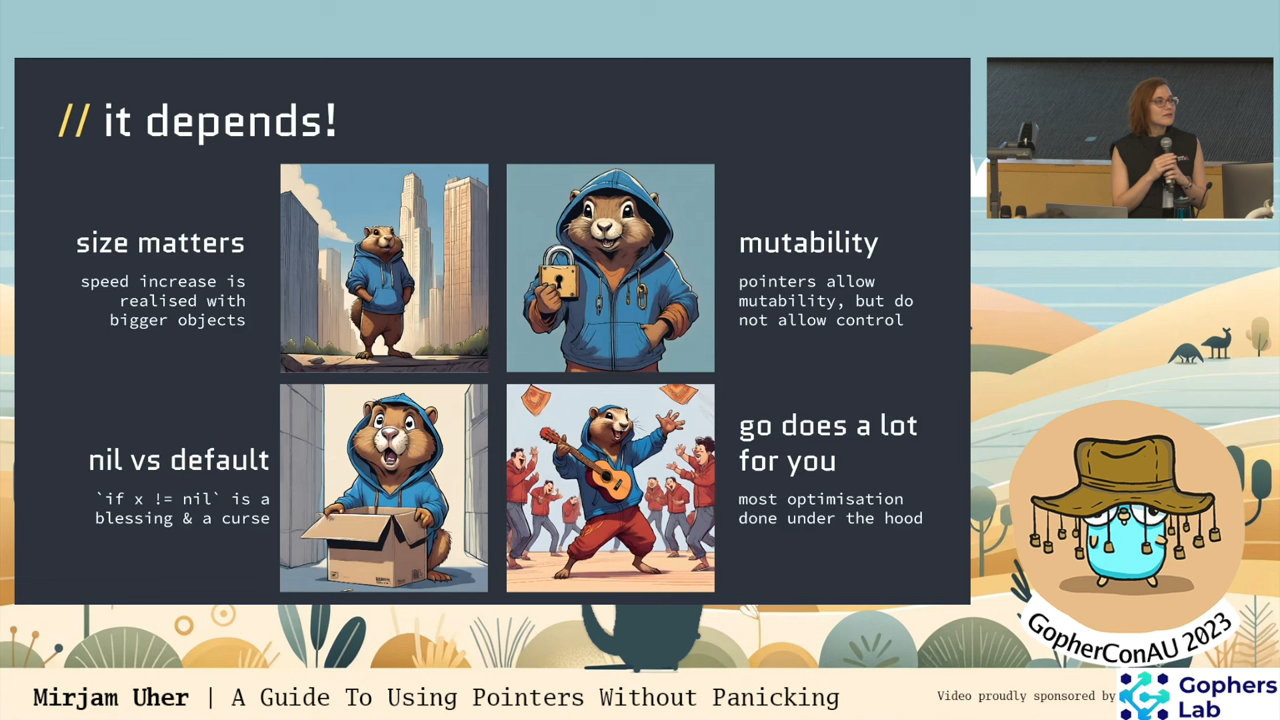 // it depends!
size matters
speed increase is
realised with
bigger objects
mutability
pointers allow
mutability, but do
not allow control
nil vs default
`if x != nil` is a
blessing & a curse
go does a lot
for you
most optimisation
done under the hood
GopherConAU 2023
Mirjam Uher | A Guide To Using Pointers Without Panicking
Video proudly sponsored by
Gophers
Lab